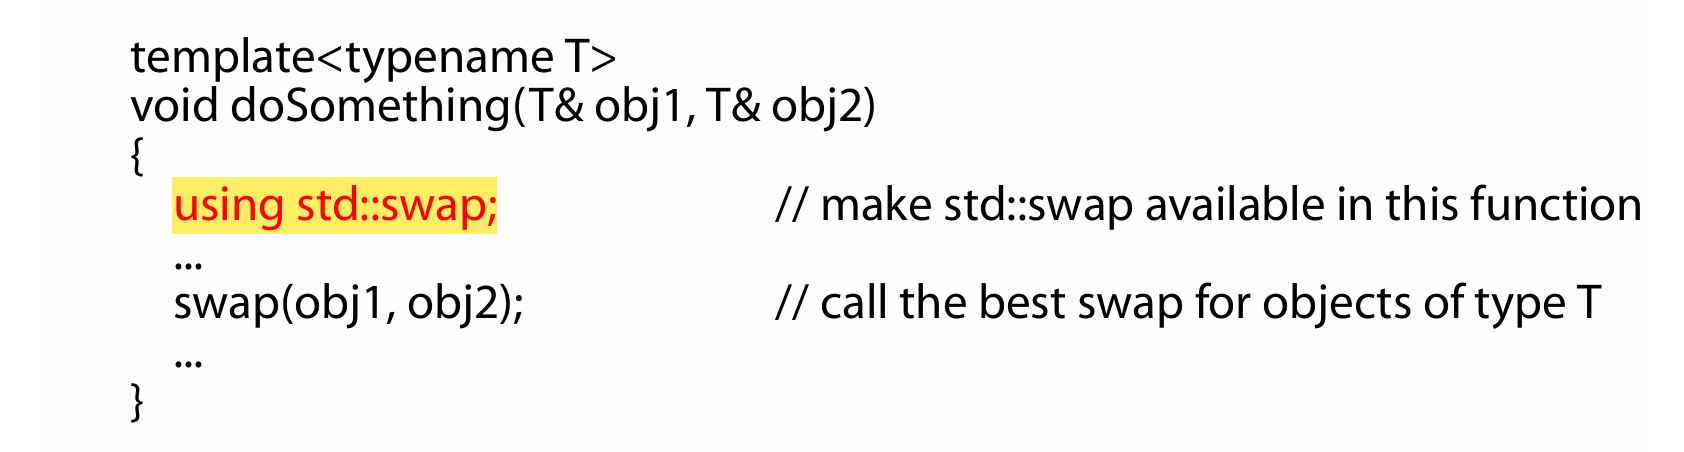 template<typename T>
void doSomething(T& obj1, T& obj2)
{
using std::swap; // make std::swap available in this function
...
swap(obj1, obj2); // call the best swap for objects of type T
...
}